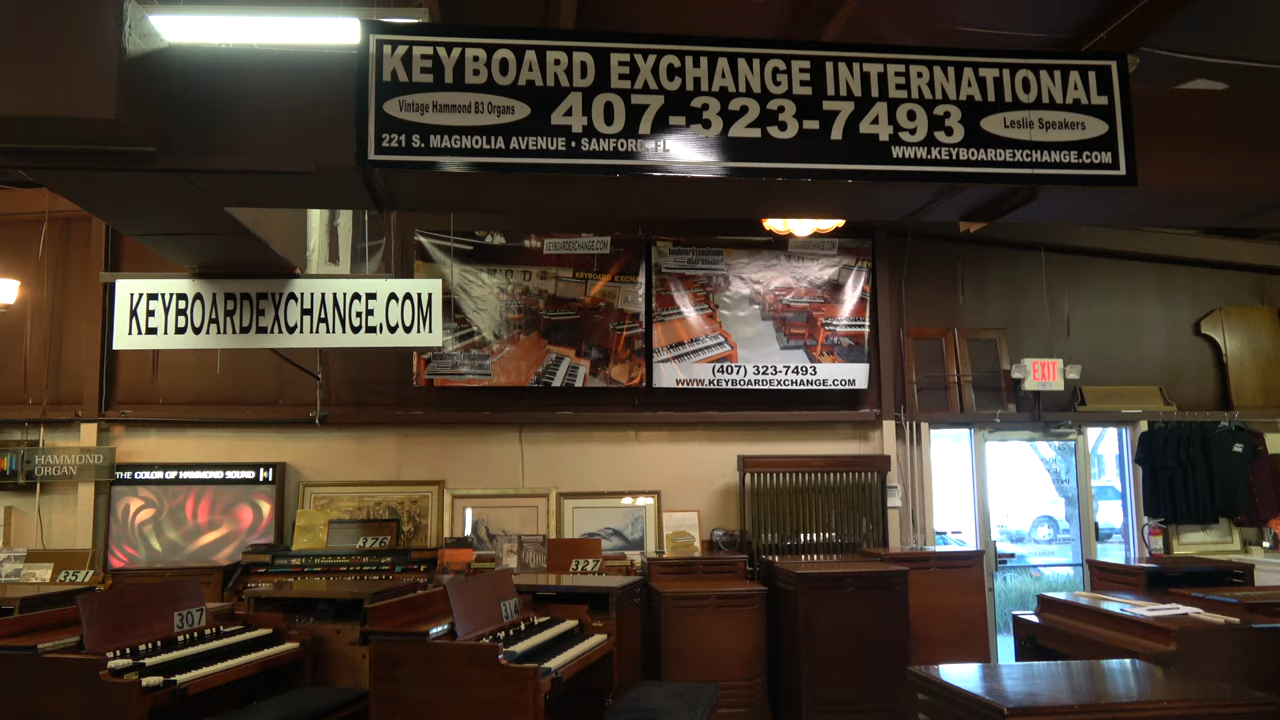 KEYBOARD EXCHANGE INTERNATIONAL
Vintage Hammond B3 Organs
407-323-7493
Leslie Speakers
221 S. MAGNOLIA AVENUE • SANFORD, FL
WWW.KEYBOARDEXCHANGE.COM
KEYBOARDEXCHANGE.COM
KEYBOARDEXCHANGE.COM
(407) 323-7493
WWW.KEYBOARDEXCHANGE.COM
EXIT
HAMMOND
ORGAN
THE COLOR OF HAMMOND SOUND
376
351
327
307
314